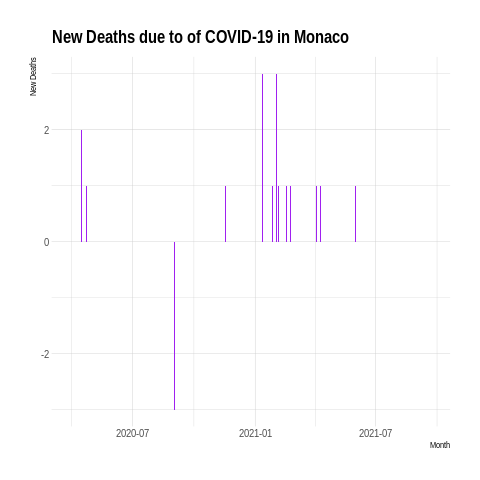 New Deaths due to of COVID-19 in Monaco
New Deaths
2
0
-2
2020-07 2021-01 2021-07
Month